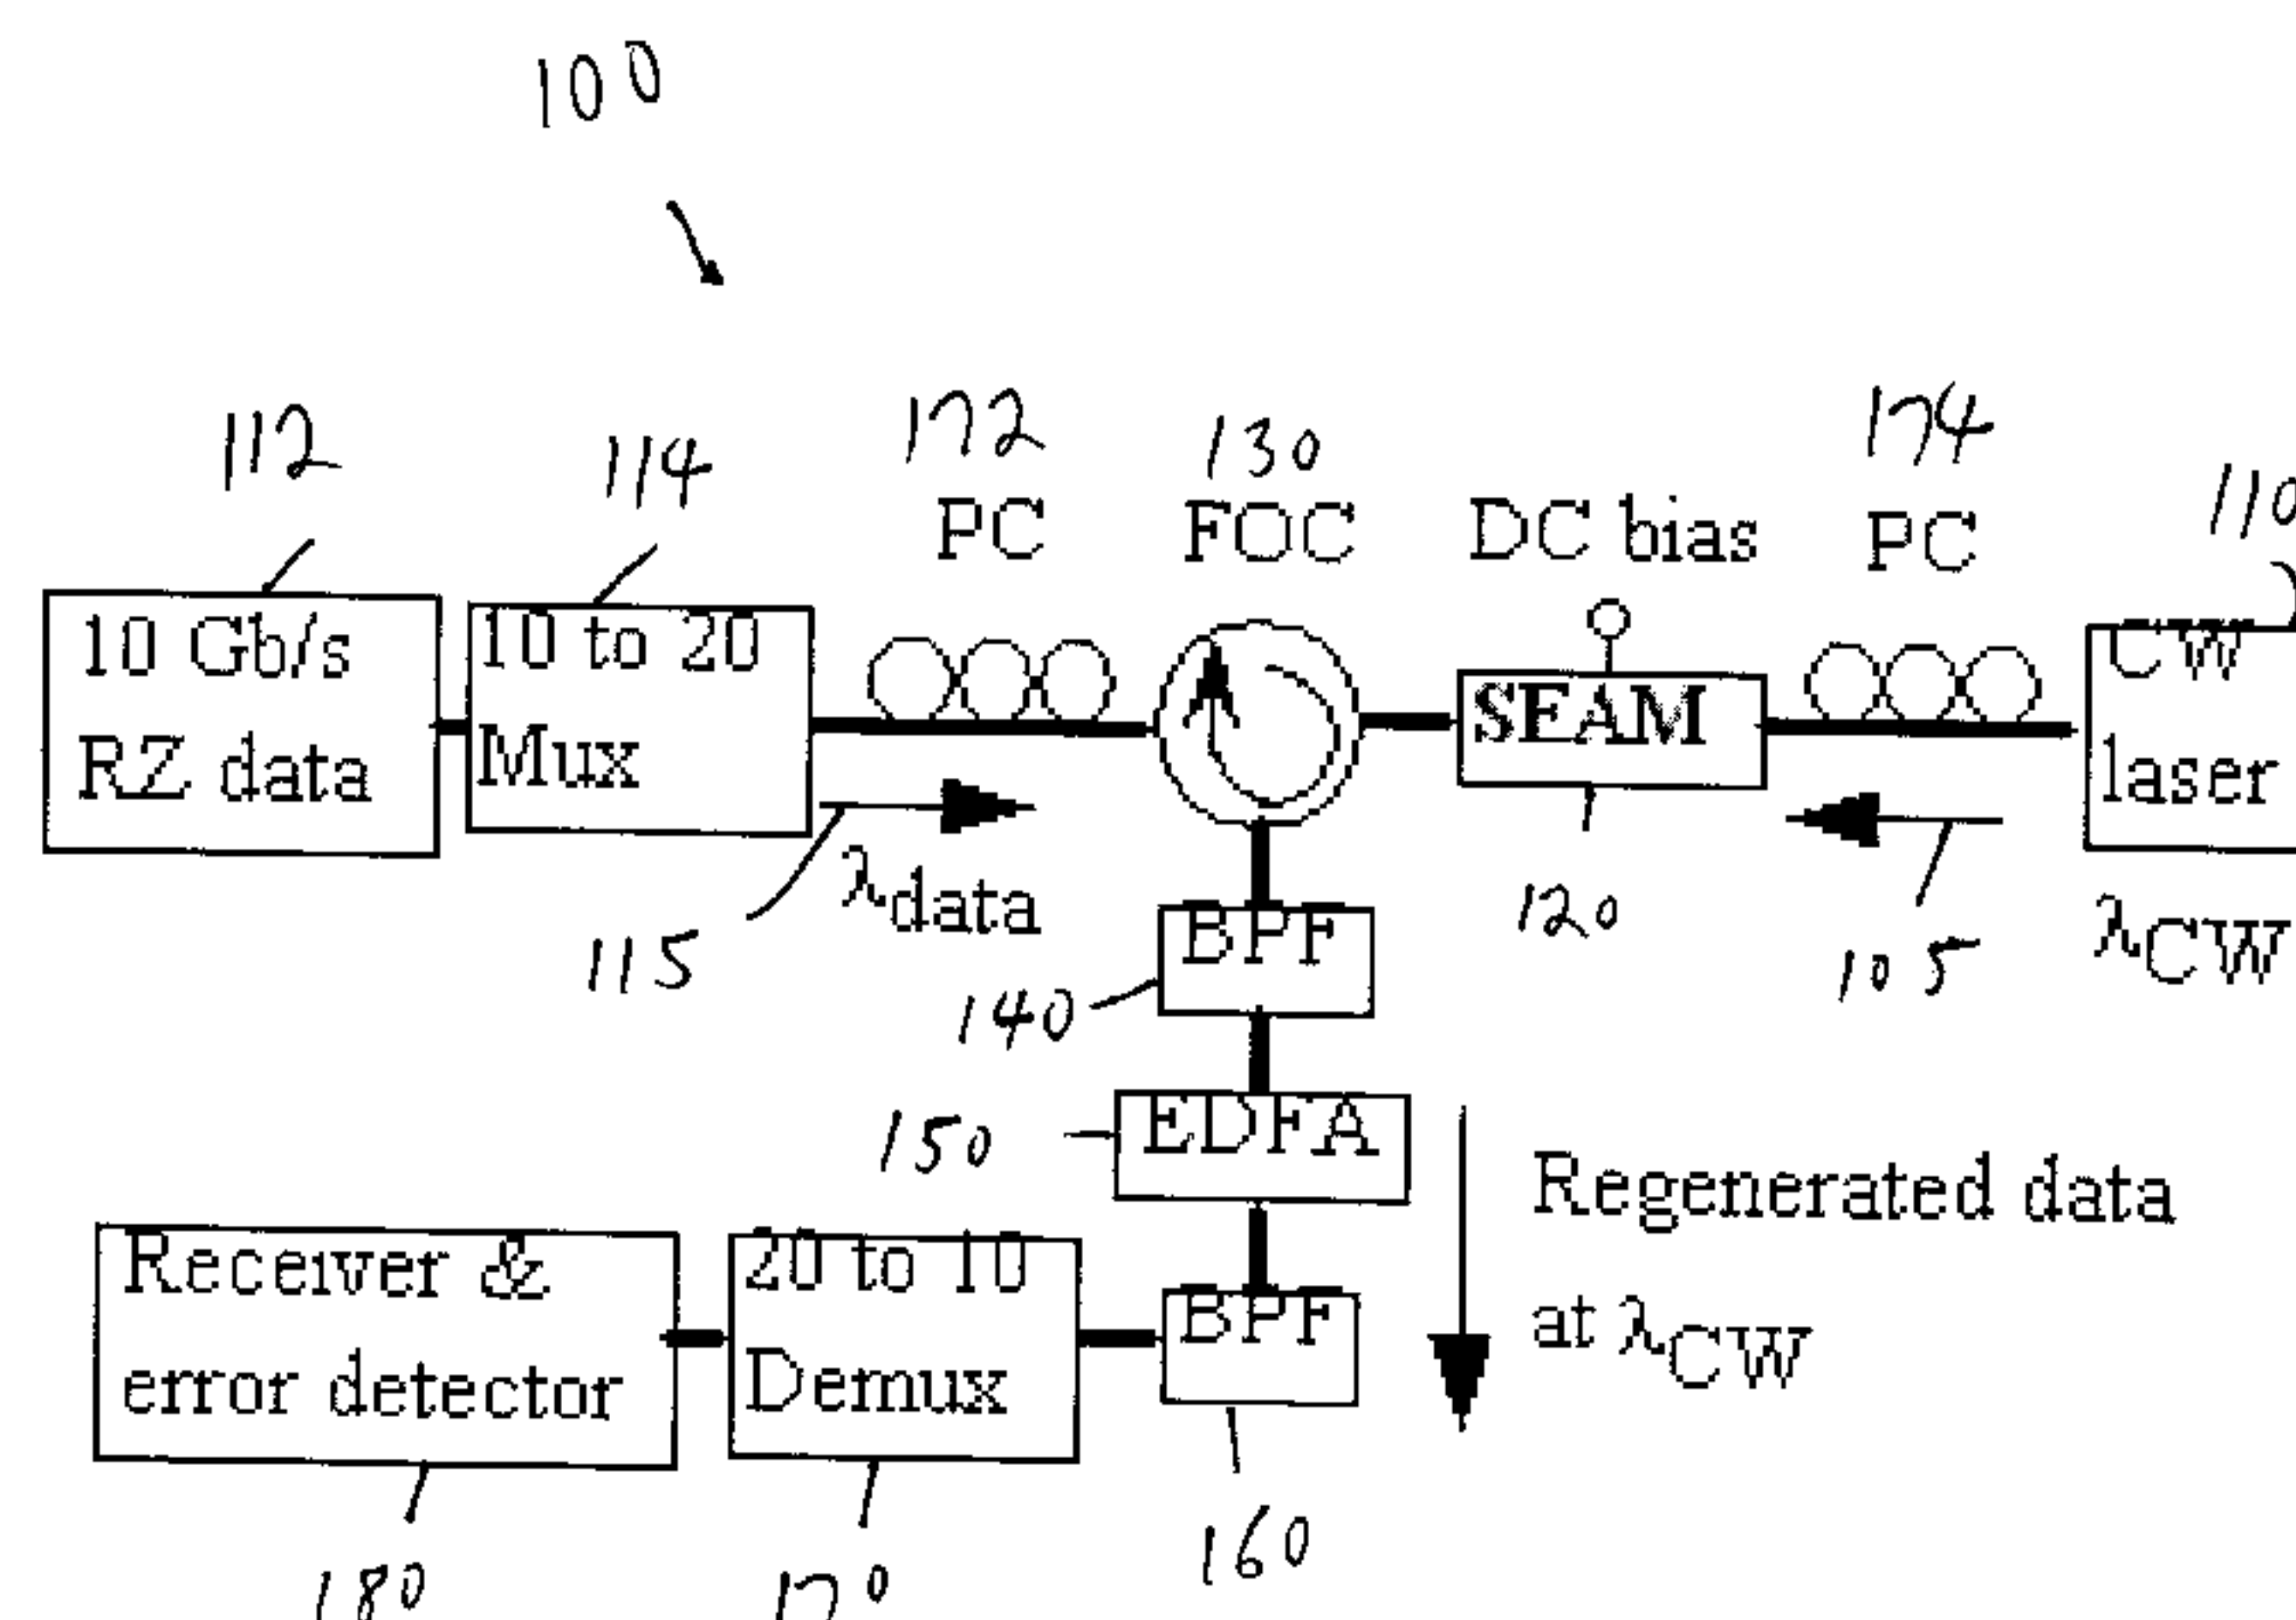 100
112
114
172
130
174
110
PC
FOC
DC bias
PC
10 Gb/s
RZ data
10 to 20
Mux
SEAM
CW
laser
λdata
115
120
105
λCW
BPF
140
EDFA
150
Regenerated data
at λCW
Receiver &
error detector
20 to 10
Demux
BPF
160
180
170